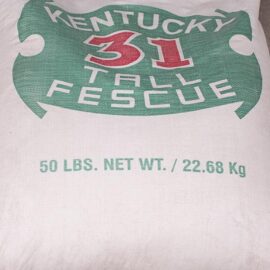 KENTUCKY
31
TALL
FESCUE
50 LBS. NET WT. / 22.68 Kg